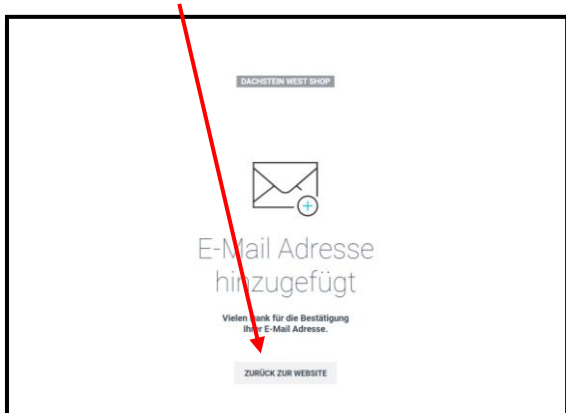 DACHSTEIN WEST SHOP
E-Mail Adresse
hinzugefügt
Vielen Dank für die Bestätigung
Ihrer E-Mail Adresse.
ZURÜCK ZUR WEBSITE